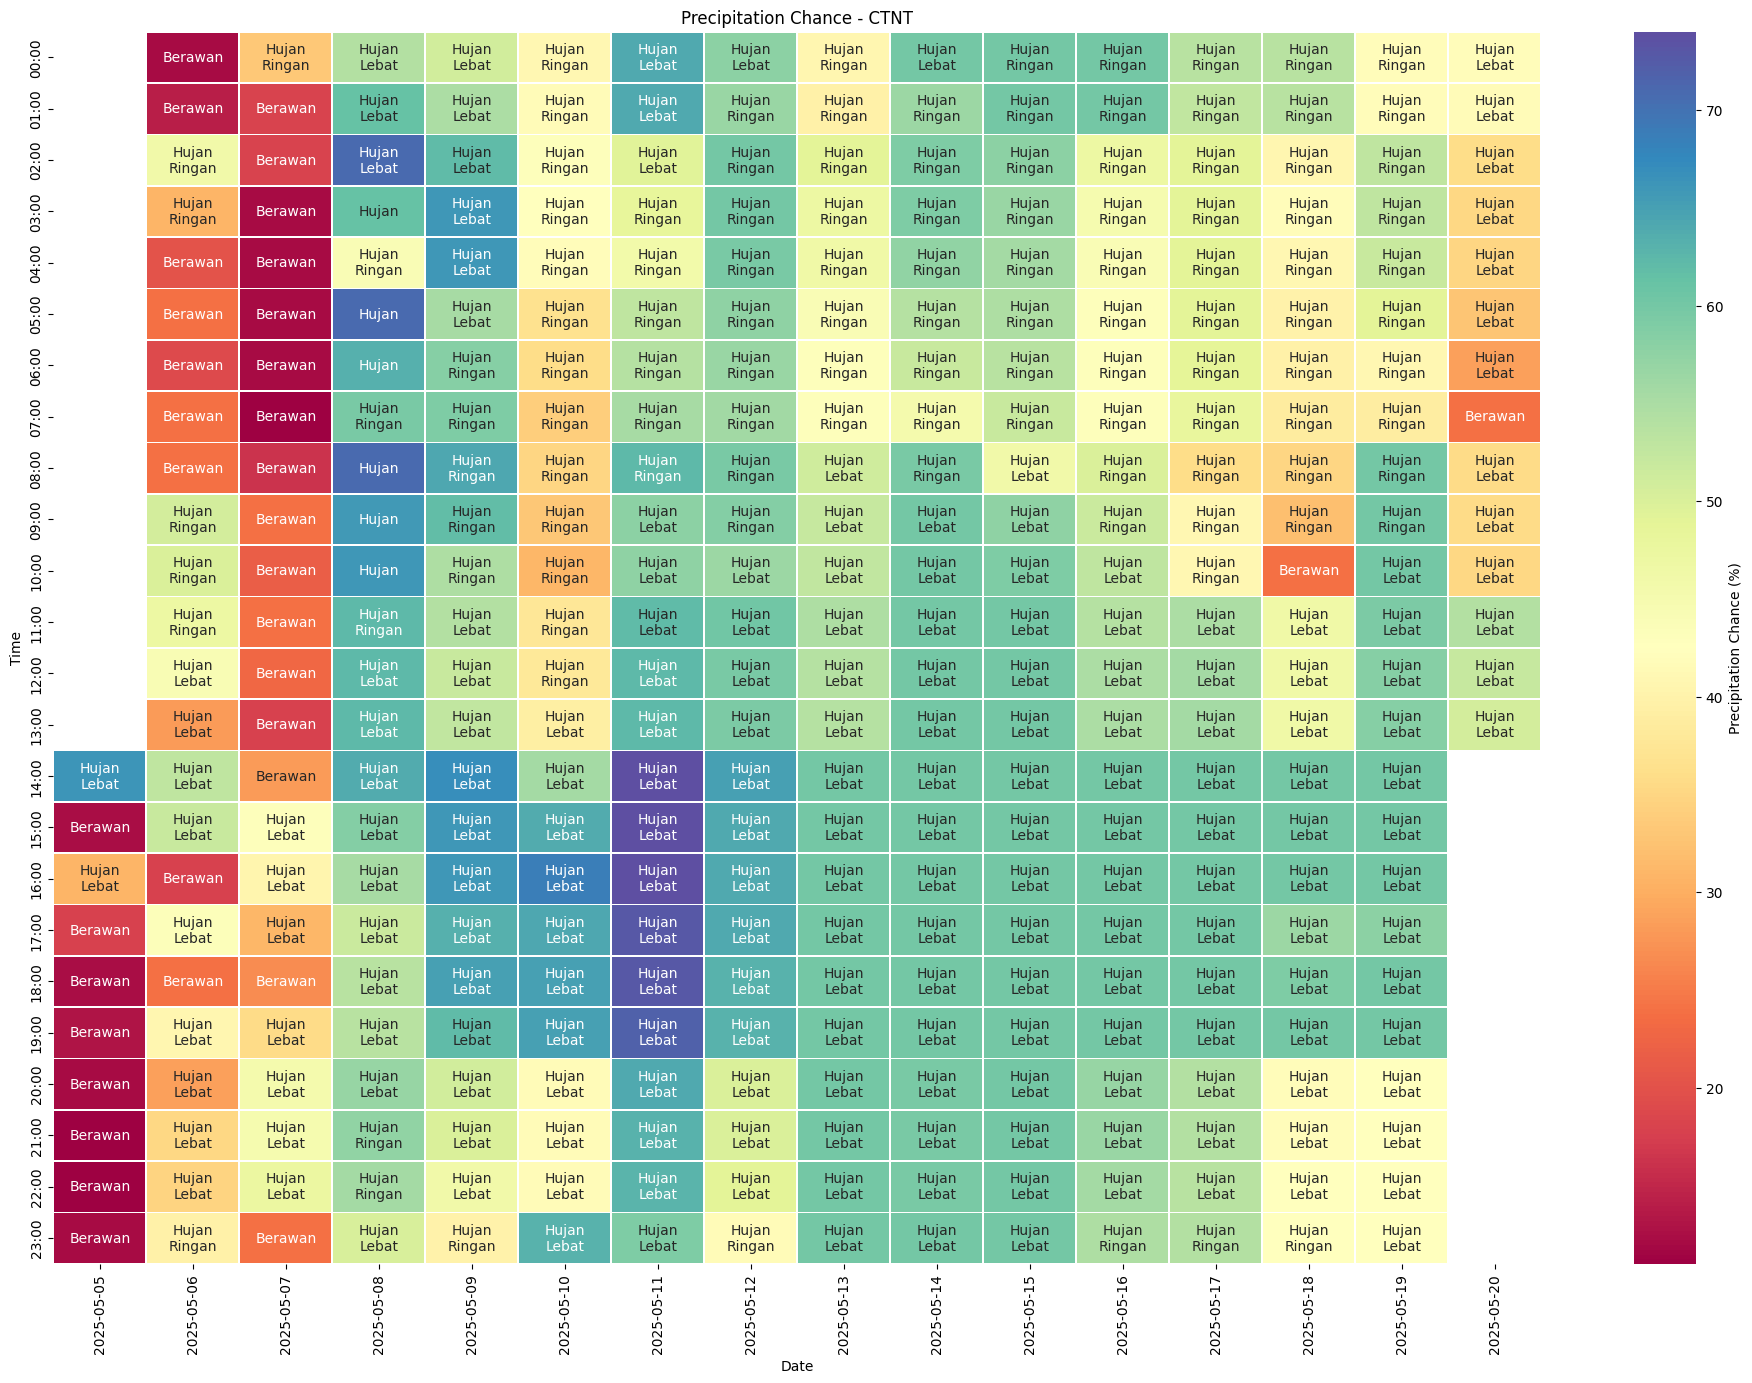 Precipitation Chance - CTNT
00:00 Berawan Hujan Ringan Hujan Lebat Hujan Lebat Hujan Ringan Hujan Lebat Hujan Lebat Hujan Ringan Hujan Lebat Hujan Ringan Hujan Ringan Hujan Ringan Hujan Ringan Hujan Ringan Hujan Lebat
01:00 Berawan Berawan Hujan Lebat Hujan Lebat Hujan Ringan Hujan Lebat Hujan Ringan Hujan Ringan Hujan Ringan Hujan Ringan Hujan Ringan Hujan Ringan Hujan Ringan Hujan Ringan Hujan Lebat
02:00 Hujan Ringan Berawan Hujan Lebat Hujan Lebat Hujan Ringan Hujan Lebat Hujan Ringan Hujan Ringan Hujan Ringan Hujan Ringan Hujan Ringan Hujan Ringan Hujan Ringan Hujan Ringan Hujan Lebat
03:00 Hujan Ringan Berawan Hujan Hujan Lebat Hujan Ringan Hujan Ringan Hujan Ringan Hujan Ringan Hujan Ringan Hujan Ringan Hujan Ringan Hujan Ringan Hujan Ringan Hujan Ringan Hujan Lebat
04:00 Berawan Berawan Hujan Ringan Hujan Lebat Hujan Ringan Hujan Ringan Hujan Ringan Hujan Ringan Hujan Ringan Hujan Ringan Hujan Ringan Hujan Ringan Hujan Ringan Hujan Ringan Hujan Lebat
05:00 Berawan Berawan Hujan Hujan Lebat Hujan Ringan Hujan Ringan Hujan Ringan Hujan Ringan Hujan Ringan Hujan Ringan Hujan Ringan Hujan Ringan Hujan Ringan Hujan Ringan Hujan Lebat
06:00 Berawan Berawan Hujan Hujan Ringan Hujan Ringan Hujan Ringan Hujan Ringan Hujan Ringan Hujan Ringan Hujan Ringan Hujan Ringan Hujan Ringan Hujan Ringan Hujan Ringan Hujan Lebat
07:00 Berawan Berawan Hujan Ringan Hujan Ringan Hujan Ringan Hujan Ringan Hujan Ringan Hujan Ringan Hujan Ringan Hujan Ringan Hujan Ringan Hujan Ringan Hujan Ringan Hujan Ringan Berawan
08:00 Berawan Berawan Hujan Hujan Ringan Hujan Ringan Hujan Ringan Hujan Ringan Hujan Lebat Hujan Ringan Hujan Lebat Hujan Ringan Hujan Ringan Hujan Ringan Hujan Ringan Hujan Lebat
09:00 Hujan Ringan Berawan Hujan Hujan Ringan Hujan Ringan Hujan Lebat Hujan Ringan Hujan Lebat Hujan Lebat Hujan Lebat Hujan Ringan Hujan Ringan Hujan Ringan Hujan Ringan Hujan Lebat
10:00 Hujan Ringan Berawan Hujan Hujan Ringan Hujan Ringan Hujan Lebat Hujan Lebat Hujan Lebat Hujan Lebat Hujan Lebat Hujan Lebat Hujan Ringan Berawan Hujan Lebat Hujan Lebat
11:00 Hujan Ringan Berawan Hujan Ringan Hujan Lebat Hujan Ringan Hujan Lebat Hujan Lebat Hujan Lebat Hujan Lebat Hujan Lebat Hujan Lebat Hujan Lebat Hujan Lebat Hujan Lebat Hujan Lebat
12:00 Hujan Lebat Berawan Hujan Lebat Hujan Lebat Hujan Ringan Hujan Lebat Hujan Lebat Hujan Lebat Hujan Lebat Hujan Lebat Hujan Lebat Hujan Lebat Hujan Lebat Hujan Lebat Hujan Lebat
13:00 Hujan Lebat Berawan Hujan Lebat Hujan Lebat Hujan Lebat Hujan Lebat Hujan Lebat Hujan Lebat Hujan Lebat Hujan Lebat Hujan Lebat Hujan Lebat Hujan Lebat Hujan Lebat Hujan Lebat
14:00 Hujan Lebat Hujan Lebat Berawan Hujan Lebat Hujan Lebat Hujan Lebat Hujan Lebat Hujan Lebat Hujan Lebat Hujan Lebat Hujan Lebat Hujan Lebat Hujan Lebat Hujan Lebat Hujan Lebat
15:00 Berawan Hujan Lebat Hujan Lebat Hujan Lebat Hujan Lebat Hujan Lebat Hujan Lebat Hujan Lebat Hujan Lebat Hujan Lebat Hujan Lebat Hujan Lebat Hujan Lebat Hujan Lebat Hujan Lebat
16:00 Hujan Lebat Berawan Hujan Lebat Hujan Lebat Hujan Lebat Hujan Lebat Hujan Lebat Hujan Lebat Hujan Lebat Hujan Lebat Hujan Lebat Hujan Lebat Hujan Lebat Hujan Lebat Hujan Lebat
17:00 Berawan Hujan Lebat Hujan Lebat Hujan Lebat Hujan Lebat Hujan Lebat Hujan Lebat Hujan Lebat Hujan Lebat Hujan Lebat Hujan Lebat Hujan Lebat Hujan Lebat Hujan Lebat Hujan Lebat
18:00 Berawan Berawan Berawan Hujan Lebat Hujan Lebat Hujan Lebat Hujan Lebat Hujan Lebat Hujan Lebat Hujan Lebat Hujan Lebat Hujan Lebat Hujan Lebat Hujan Lebat Hujan Lebat
19:00 Berawan Hujan Lebat Hujan Lebat Hujan Lebat Hujan Lebat Hujan Lebat Hujan Lebat Hujan Lebat Hujan Lebat Hujan Lebat Hujan Lebat Hujan Lebat Hujan Lebat Hujan Lebat Hujan Lebat
20:00 Berawan Hujan Lebat Hujan Lebat Hujan Lebat Hujan Lebat Hujan Lebat Hujan Lebat Hujan Lebat Hujan Lebat Hujan Lebat Hujan Lebat Hujan Lebat Hujan Lebat Hujan Lebat Hujan Lebat
21:00 Berawan Hujan Lebat Hujan Lebat Hujan Ringan Hujan Lebat Hujan Lebat Hujan Lebat Hujan Lebat Hujan Lebat Hujan Lebat Hujan Lebat Hujan Lebat Hujan Lebat Hujan Lebat Hujan Lebat
22:00 Berawan Hujan Lebat Hujan Lebat Hujan Ringan Hujan Lebat Hujan Lebat Hujan Lebat Hujan Lebat Hujan Lebat Hujan Lebat Hujan Lebat Hujan Lebat Hujan Lebat Hujan Lebat Hujan Lebat
23:00 Berawan Hujan Ringan Berawan Hujan Lebat Hujan Ringan Hujan Lebat Hujan Lebat Hujan Ringan Hujan Lebat Hujan Lebat Hujan Lebat Hujan Ringan Hujan Ringan Hujan Ringan Hujan Lebat
2025-05-05 2025-05-06 2025-05-07 2025-05-08 2025-05-09 2025-05-10 2025-05-11 2025-05-12 2025-05-13 2025-05-14 2025-05-15 2025-05-16 2025-05-17 2025-05-18 2025-05-19 2025-05-20
Date
Time
70
60
50
40
30
20
Precipitation Chance (%)